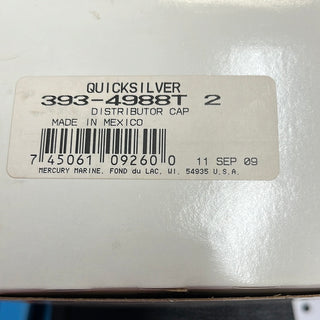 QUICKSILVER
393-4988T 2
DISTRIBUTOR CAP
MADE IN MEXICO
7 45061 09260 0 11 SEP 09
MERCURY MARINE, FOND du LAC, WI. 54935 U.S.A.